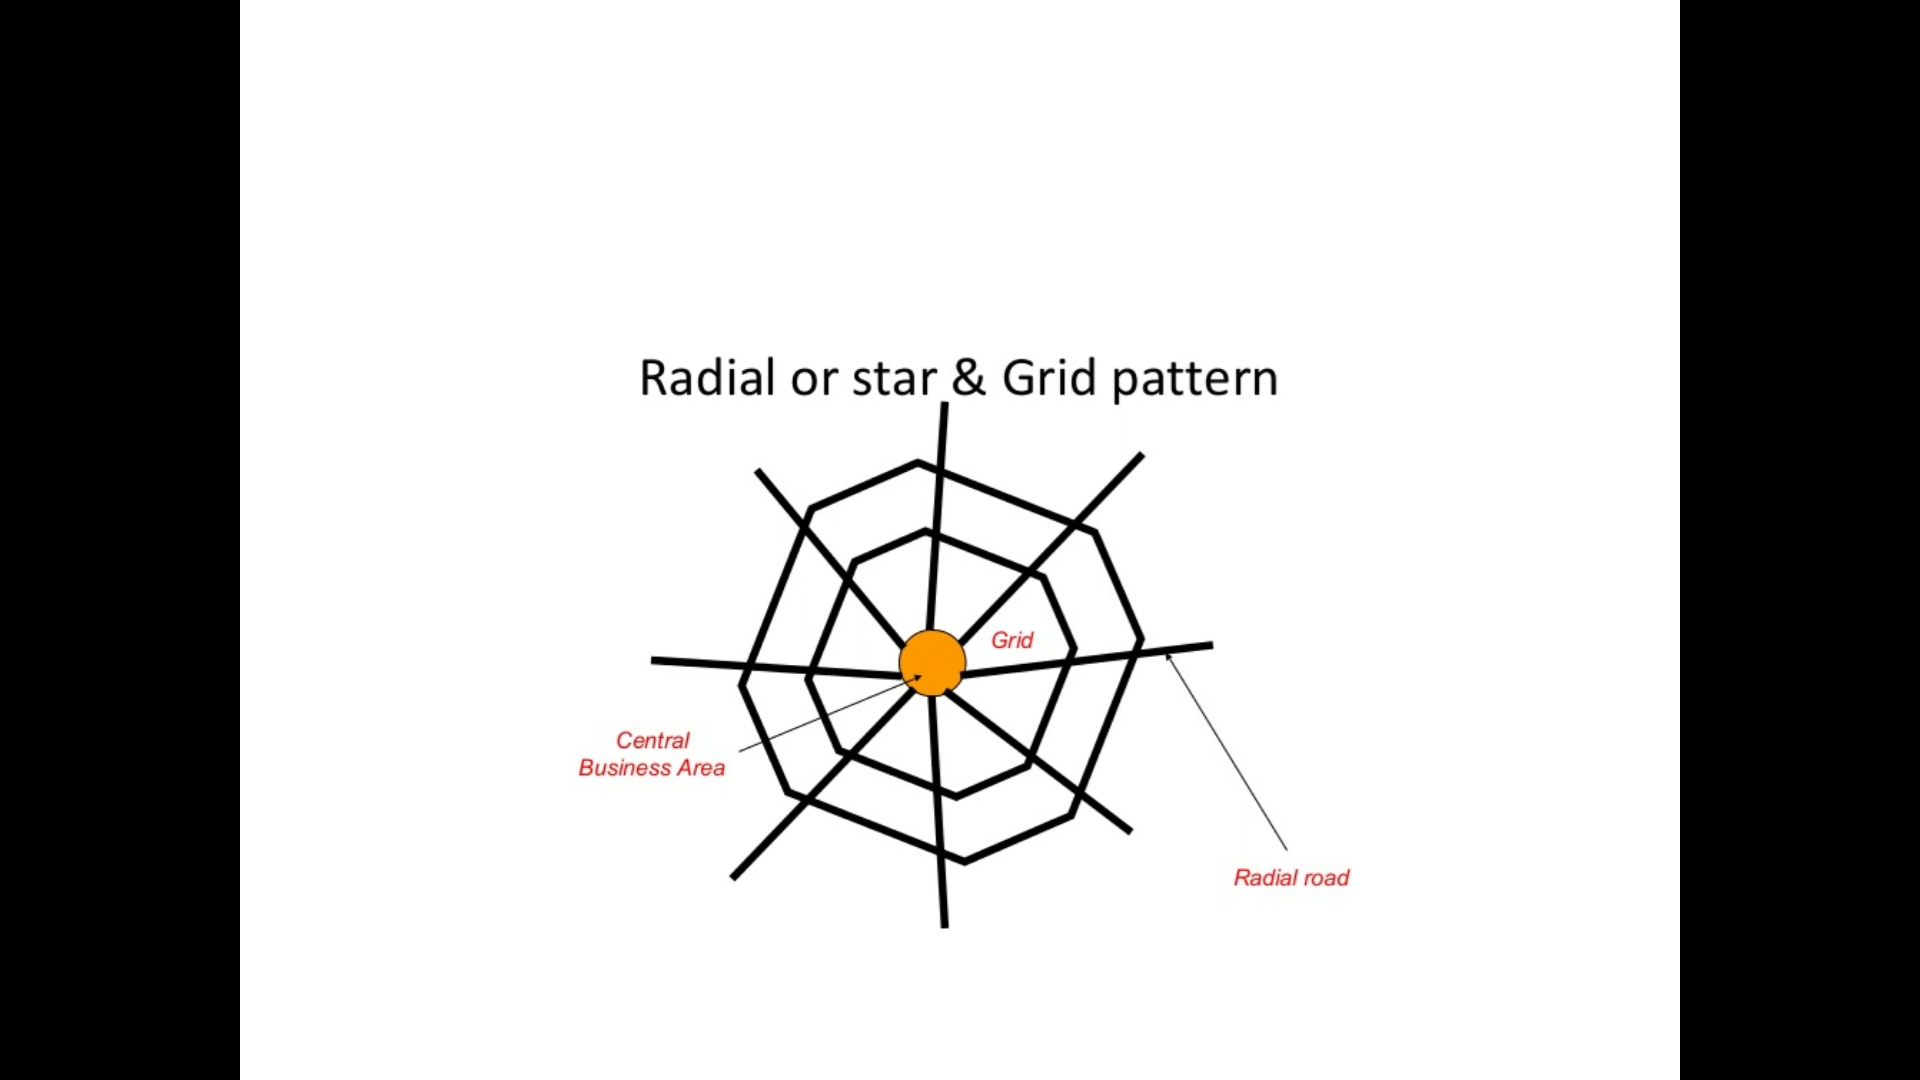 Radial or star & Grid pattern
Grid
Central
Business Area
Radial road